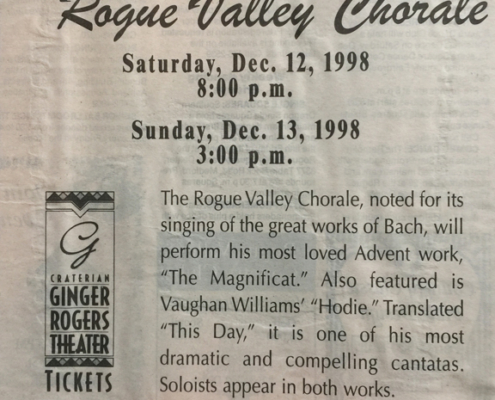 Rogue Valley Chorale
Saturday, Dec. 12, 1998
8:00 p.m.
Sunday, Dec. 13, 1998
3:00 p.m.
The Rogue Valley Chorale, noted for its
singing of the great works of Bach, will
perform his most loved Advent work,
“The Magnificat.” Also featured is
Vaughan Williams’ “Hodie.” Translated
“This Day,” it is one of his most
dramatic and compelling cantatas.
Soloists appear in both works.
G
CRATERIAN
GINGER
ROGERS
THEATER
TICKETS